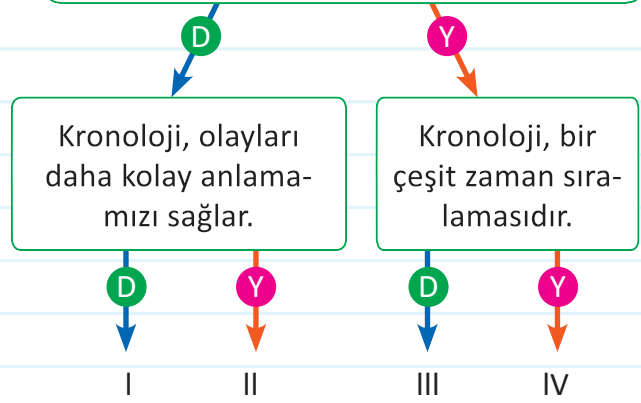 D Y
Kronoloji, olayları
daha kolay anlama-
mızı sağlar.
Kronoloji, bir
çeşit zaman sıra-
lamasıdır.
D Y D Y
I II III IV